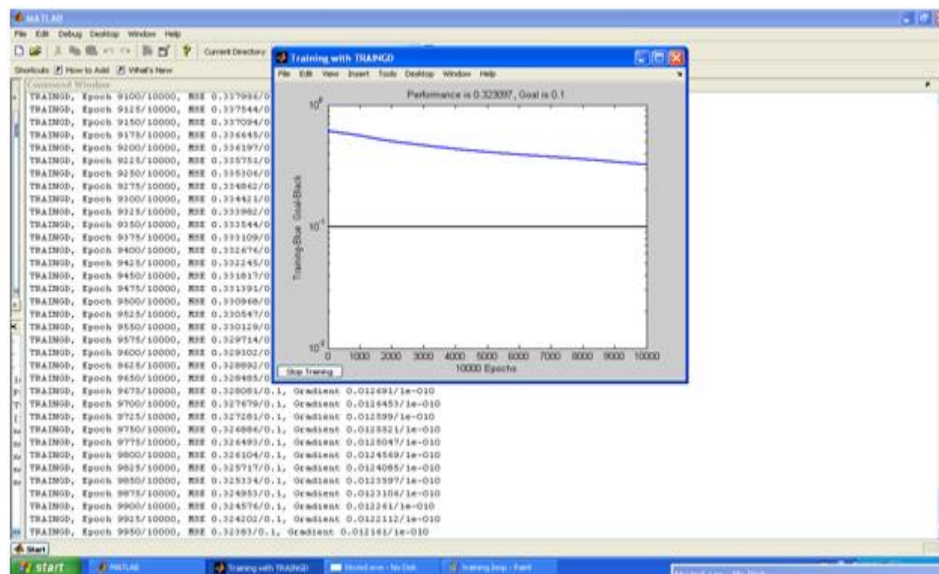 MATLAB
File Edit Debug Desktop Window Help
Current Directory:
Shortcuts How to Add What's New
Command Window
TRAINGD, Epoch 9100/10000, MSE 0.337996/0
TRAINGD, Epoch 9125/10000, MSE 0.337544/0
TRAINGD, Epoch 9150/10000, MSE 0.337094/0
TRAINGD, Epoch 9175/10000, MSE 0.336645/0
TRAINGD, Epoch 9200/10000, MSE 0.336197/0
TRAINGD, Epoch 9225/10000, MSE 0.335751/0
TRAINGD, Epoch 9250/10000, MSE 0.335306/0
TRAINGD, Epoch 9275/10000, MSE 0.334862/0
TRAINGD, Epoch 9300/10000, MSE 0.334421/0
TRAINGD, Epoch 9325/10000, MSE 0.333982/0
TRAINGD, Epoch 9350/10000, MSE 0.333544/0
TRAINGD, Epoch 9375/10000, MSE 0.333109/0
TRAINGD, Epoch 9400/10000, MSE 0.332676/0
TRAINGD, Epoch 9425/10000, MSE 0.332245/0
TRAINGD, Epoch 9450/10000, MSE 0.331817/0
TRAINGD, Epoch 9475/10000, MSE 0.331391/0
TRAINGD, Epoch 9500/10000, MSE 0.330968/0
TRAINGD, Epoch 9525/10000, MSE 0.330547/0
TRAINGD, Epoch 9550/10000, MSE 0.330129/0
TRAINGD, Epoch 9575/10000, MSE 0.329714/0
TRAINGD, Epoch 9600/10000, MSE 0.329302/0
TRAINGD, Epoch 9625/10000, MSE 0.328892/0
TRAINGD, Epoch 9650/10000, MSE 0.328485/0
TRAINGD, Epoch 9675/10000, MSE 0.328081/0.1, Gradient 0.012691/1e-010
TRAINGD, Epoch 9700/10000, MSE 0.327679/0.1, Gradient 0.0126453/1e-010
TRAINGD, Epoch 9725/10000, MSE 0.327281/0.1, Gradient 0.012599/1e-010
TRAINGD, Epoch 9750/10000, MSE 0.326886/0.1, Gradient 0.0125521/1e-010
TRAINGD, Epoch 9775/10000, MSE 0.326493/0.1, Gradient 0.0125047/1e-010
TRAINGD, Epoch 9800/10000, MSE 0.326104/0.1, Gradient 0.0124569/1e-010
TRAINGD, Epoch 9825/10000, MSE 0.325717/0.1, Gradient 0.0124085/1e-010
TRAINGD, Epoch 9850/10000, MSE 0.325334/0.1, Gradient 0.0123597/1e-010
TRAINGD, Epoch 9875/10000, MSE 0.324953/0.1, Gradient 0.0123106/1e-010
TRAINGD, Epoch 9900/10000, MSE 0.324576/0.1, Gradient 0.012261/1e-010
TRAINGD, Epoch 9925/10000, MSE 0.324202/0.1, Gradient 0.0122112/1e-010
TRAINGD, Epoch 9950/10000, MSE 0.32383/0.1, Gradient 0.012161/1e-010
Training with TRAINGD
File Edit View Insert Tools Desktop Window Help
Performance is 0.323097, Goal is 0.1
Training-Blue Goal-Black
10^0
0 1000 2000 3000 4000 5000 6000 7000 8000 9000 10000
10000 Epochs
Stop Training
Start
start MATLAB Training with TRAINGD training.bmp - Paint